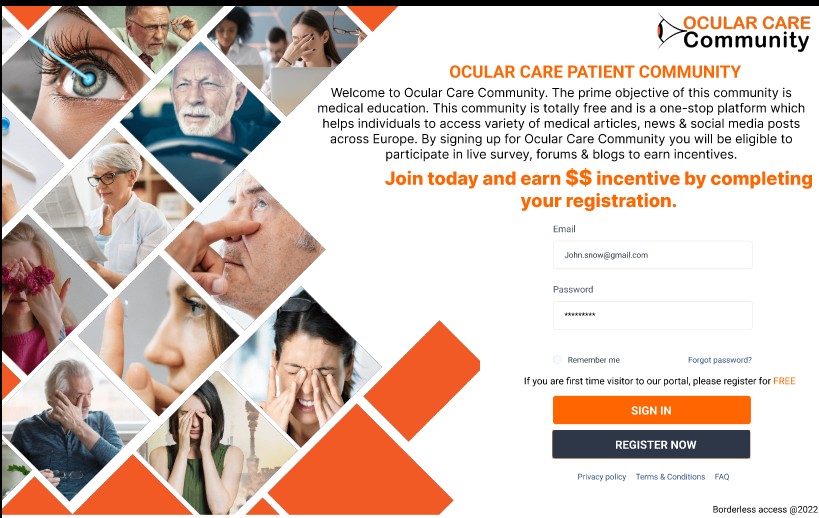 OCULAR CARE
Community
OCULAR CARE PATIENT COMMUNITY
Welcome to Ocular Care Community. The prime objective of this community is
medical education. This community is totally free and is a one-stop platform which
helps individuals to access variety of medical articles, news & social media posts
across Europe. By signing up for Ocular Care Community you will be eligible to
participate in live survey, forums & blogs to earn incentives.
Join today and earn $$ incentive by completing
your registration.
Email
John.snow@gmail.com
Password
*********
Remember me Forgot password?
If you are first time visitor to our portal, please register for FREE
SIGN IN
REGISTER NOW
Privacy policy Terms & Conditions FAQ
Borderless access @2022